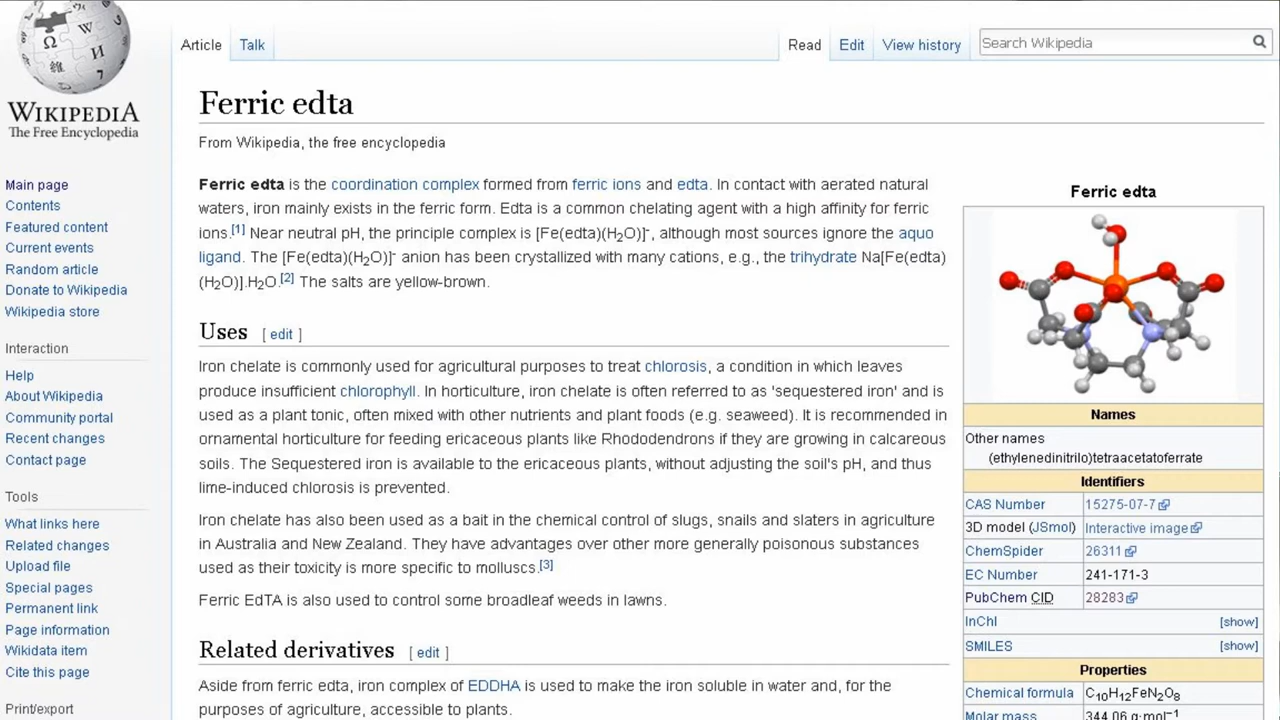 Article Talk Read Edit View history Search Wikipedia
WIKIPEDIA
The Free Encyclopedia
Main page
Contents
Featured content
Current events
Random article
Donate to Wikipedia
Wikipedia store
Interaction
Help
About Wikipedia
Community portal
Recent changes
Contact page
Tools
What links here
Related changes
Upload file
Special pages
Permanent link
Page information
Wikidata item
Cite this page
Print/export
Ferric edta
From Wikipedia, the free encyclopedia
Ferric edta is the coordination complex formed from ferric ions and edta. In contact with aerated natural
waters, iron mainly exists in the ferric form. Edta is a common chelating agent with a high affinity for ferric
ions.[1] Near neutral pH, the principle complex is [Fe(edta)(H₂O)]⁻, although most sources ignore the aquo
ligand. The [Fe(edta)(H₂O)]⁻ anion has been crystallized with many cations, e.g., the trihydrate Na[Fe(edta)
(H₂O)].H₂O.[2] The salts are yellow-brown.
Uses [ edit ]
Iron chelate is commonly used for agricultural purposes to treat chlorosis, a condition in which leaves
produce insufficient chlorophyll. In horticulture, iron chelate is often referred to as 'sequestered iron' and is
used as a plant tonic, often mixed with other nutrients and plant foods (e.g. seaweed). It is recommended in
ornamental horticulture for feeding ericaceous plants like Rhododendrons if they are growing in calcareous
soils. The Sequestered iron is available to the ericaceous plants, without adjusting the soil's pH, and thus
lime-induced chlorosis is prevented.
Iron chelate has also been used as a bait in the chemical control of slugs, snails and slaters in agriculture
in Australia and New Zealand. They have advantages over other more generally poisonous substances
used as their toxicity is more specific to molluscs.[3]
Ferric EdTA is also used to control some broadleaf weeds in lawns.
Related derivatives [ edit ]
Aside from ferric edta, iron complex of EDDHA is used to make the iron soluble in water and, for the
purposes of agriculture, accessible to plants.
Ferric edta
Names
Other names
(ethylenedinitrilo)tetraacetatoferrate
Identifiers
CAS Number 15275-07-7
3D model (JSmol) Interactive image
ChemSpider 26311
EC Number 241-171-3
PubChem CID 28283
InChI [show]
SMILES [show]
Properties
Chemical formula C₁₀H₁₂FeN₂O₈
Molar mass 344.06 g·mol⁻¹